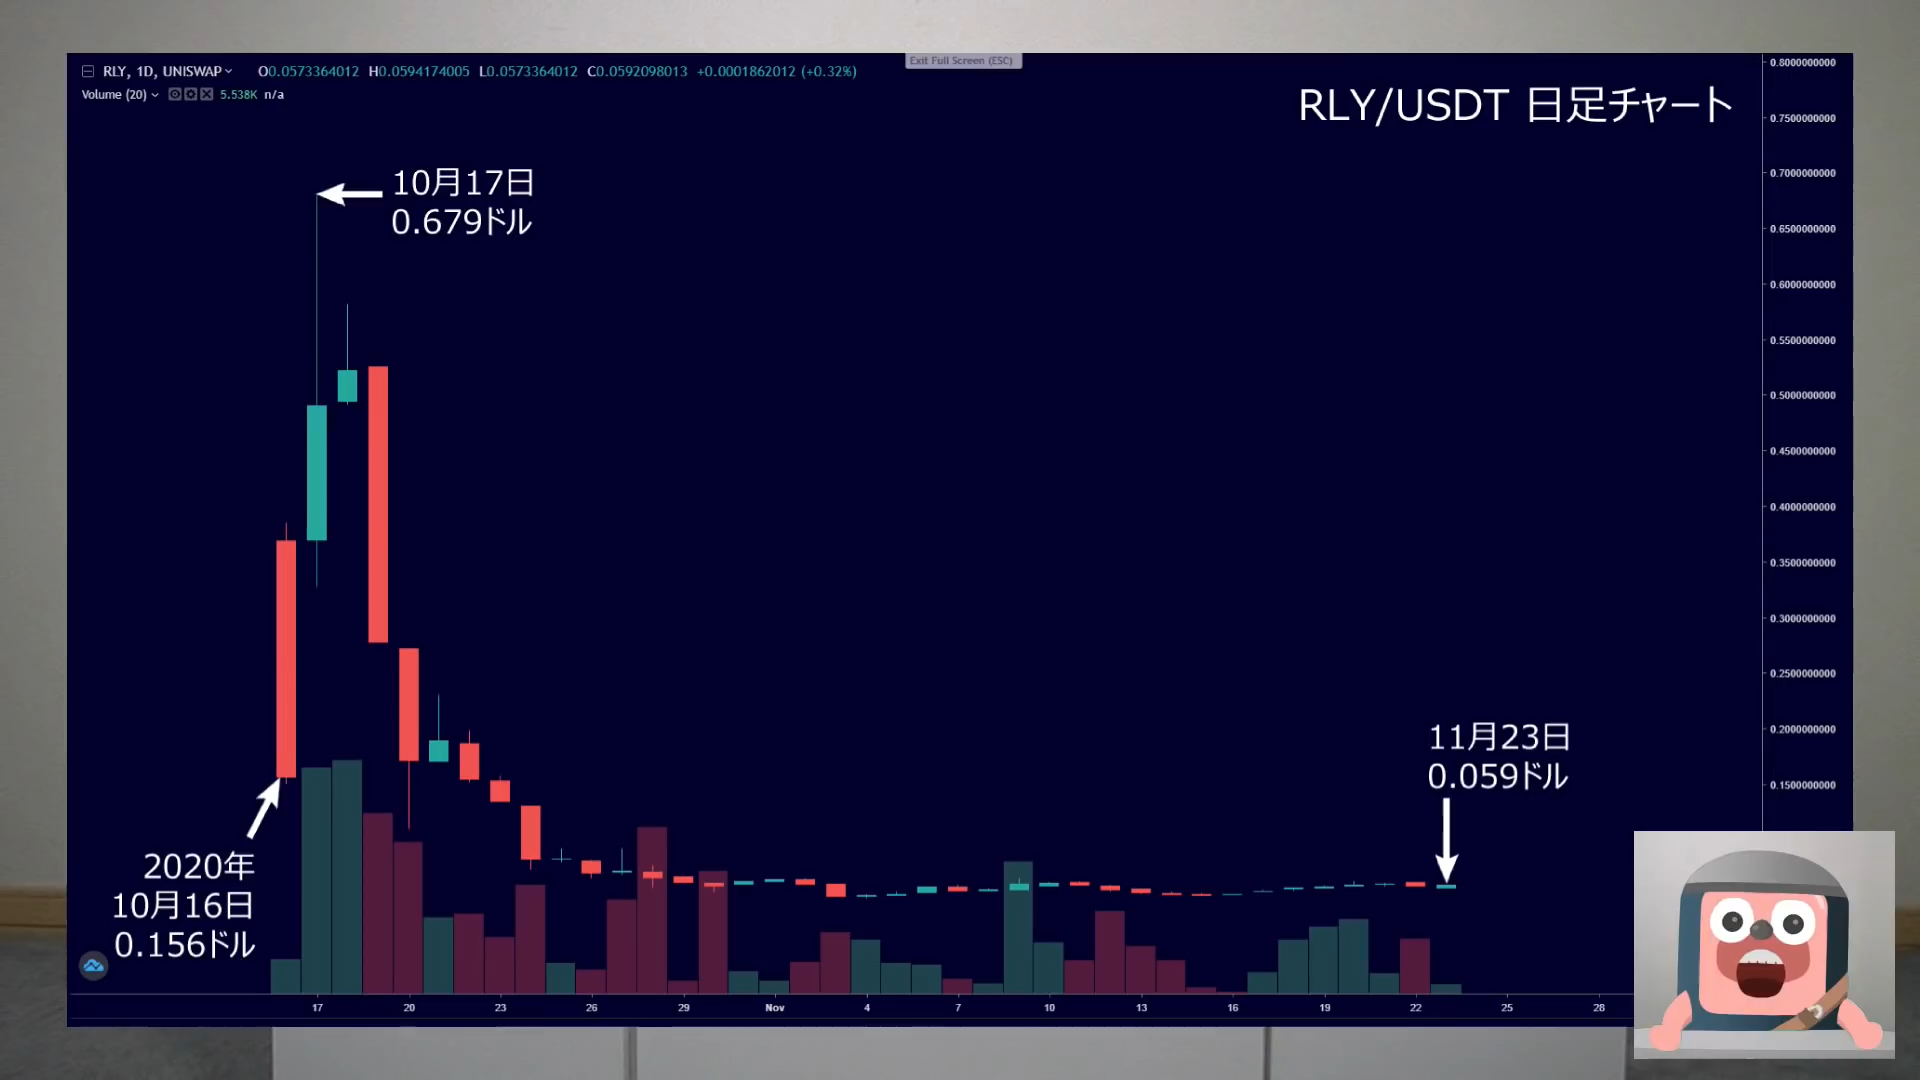 RLY, 1D, UNISWAP O0.0573364012 H0.0594174005 L0.0573364012 C0.0592098013 +0.0001862012 (+0.32%)
Exit Full Screen (ESC)
Volume (20) 5.538K n/a
RLY/USDT 日足チャート
10月17日
0.679ドル
11月23日
0.059ドル
2020年
10月16日
0.156ドル
0.8000000000
0.7500000000
0.7000000000
0.6500000000
0.6000000000
0.5500000000
0.5000000000
0.4500000000
0.4000000000
0.3500000000
0.3000000000
0.2500000000
0.2000000000
0.1500000000
17 20 23 26 29 Nov 4 7 10 13 16 19 22 25 28